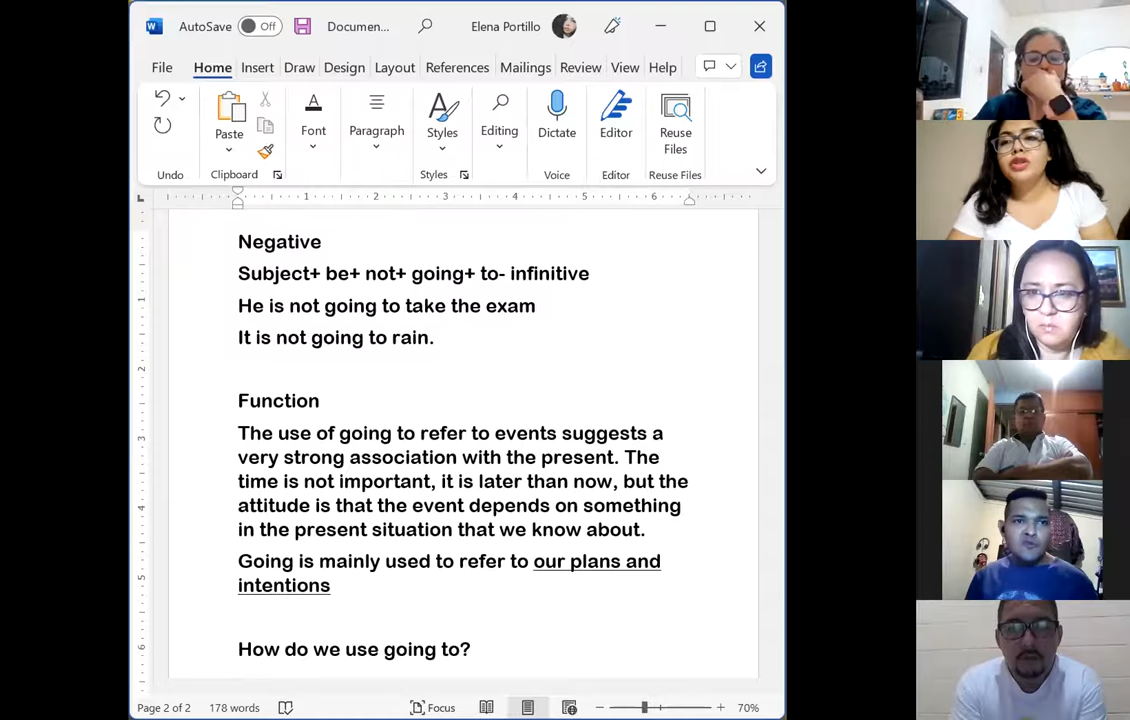 AutoSave Off Documen... Elena Portillo
File Home Insert Draw Design Layout References Mailings Review View Help
Paste Font Paragraph Styles Editing Dictate Editor Reuse Files
Undo Clipboard Styles Voice Editor Reuse Files
1 2 3 4 5 6
Negative
Subject+ be+ not+ going+ to- infinitive
He is not going to take the exam
It is not going to rain.
Function
The use of going to refer to events suggests a
very strong association with the present. The
time is not important, it is later than now, but the
attitude is that the event depends on something
in the present situation that we know about.
Going is mainly used to refer to our plans and
intentions
How do we use going to?
Page 2 of 2 178 words Focus 70%